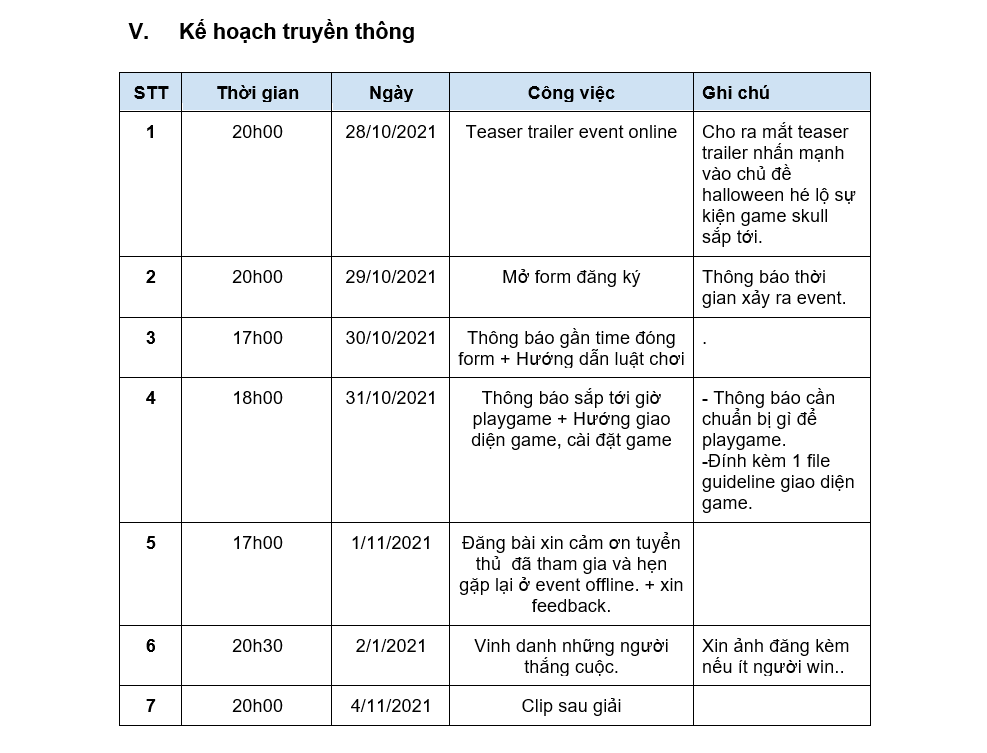 V. Kế hoạch truyền thông
STT Thời gian Ngày Công việc Ghi chú
1 20h00 28/10/2021 Teaser trailer event online Cho ra mắt teaser
trailer nhấn mạnh
vào chủ đề
halloween hé lộ sự
kiện game skull
sắp tới.
2 20h00 29/10/2021 Mở form đăng ký Thông báo thời
gian xảy ra event.
3 17h00 30/10/2021 Thông báo gần time đóng .
form + Hướng dẫn luật chơi
4 18h00 31/10/2021 Thông báo sắp tới giờ - Thông báo cần
playgame + Hướng giao chuẩn bị gì để
diện game, cài đặt game playgame.
-Đính kèm 1 file
guideline giao diện
game.
5 17h00 1/11/2021 Đăng bài xin cảm ơn tuyển
thủ đã tham gia và hẹn
gặp lại ở event offline. + xin
feedback.
6 20h30 2/1/2021 Vinh danh những người Xin ảnh đăng kèm
thắng cuộc. nếu ít người win..
7 20h00 4/11/2021 Clip sau giải